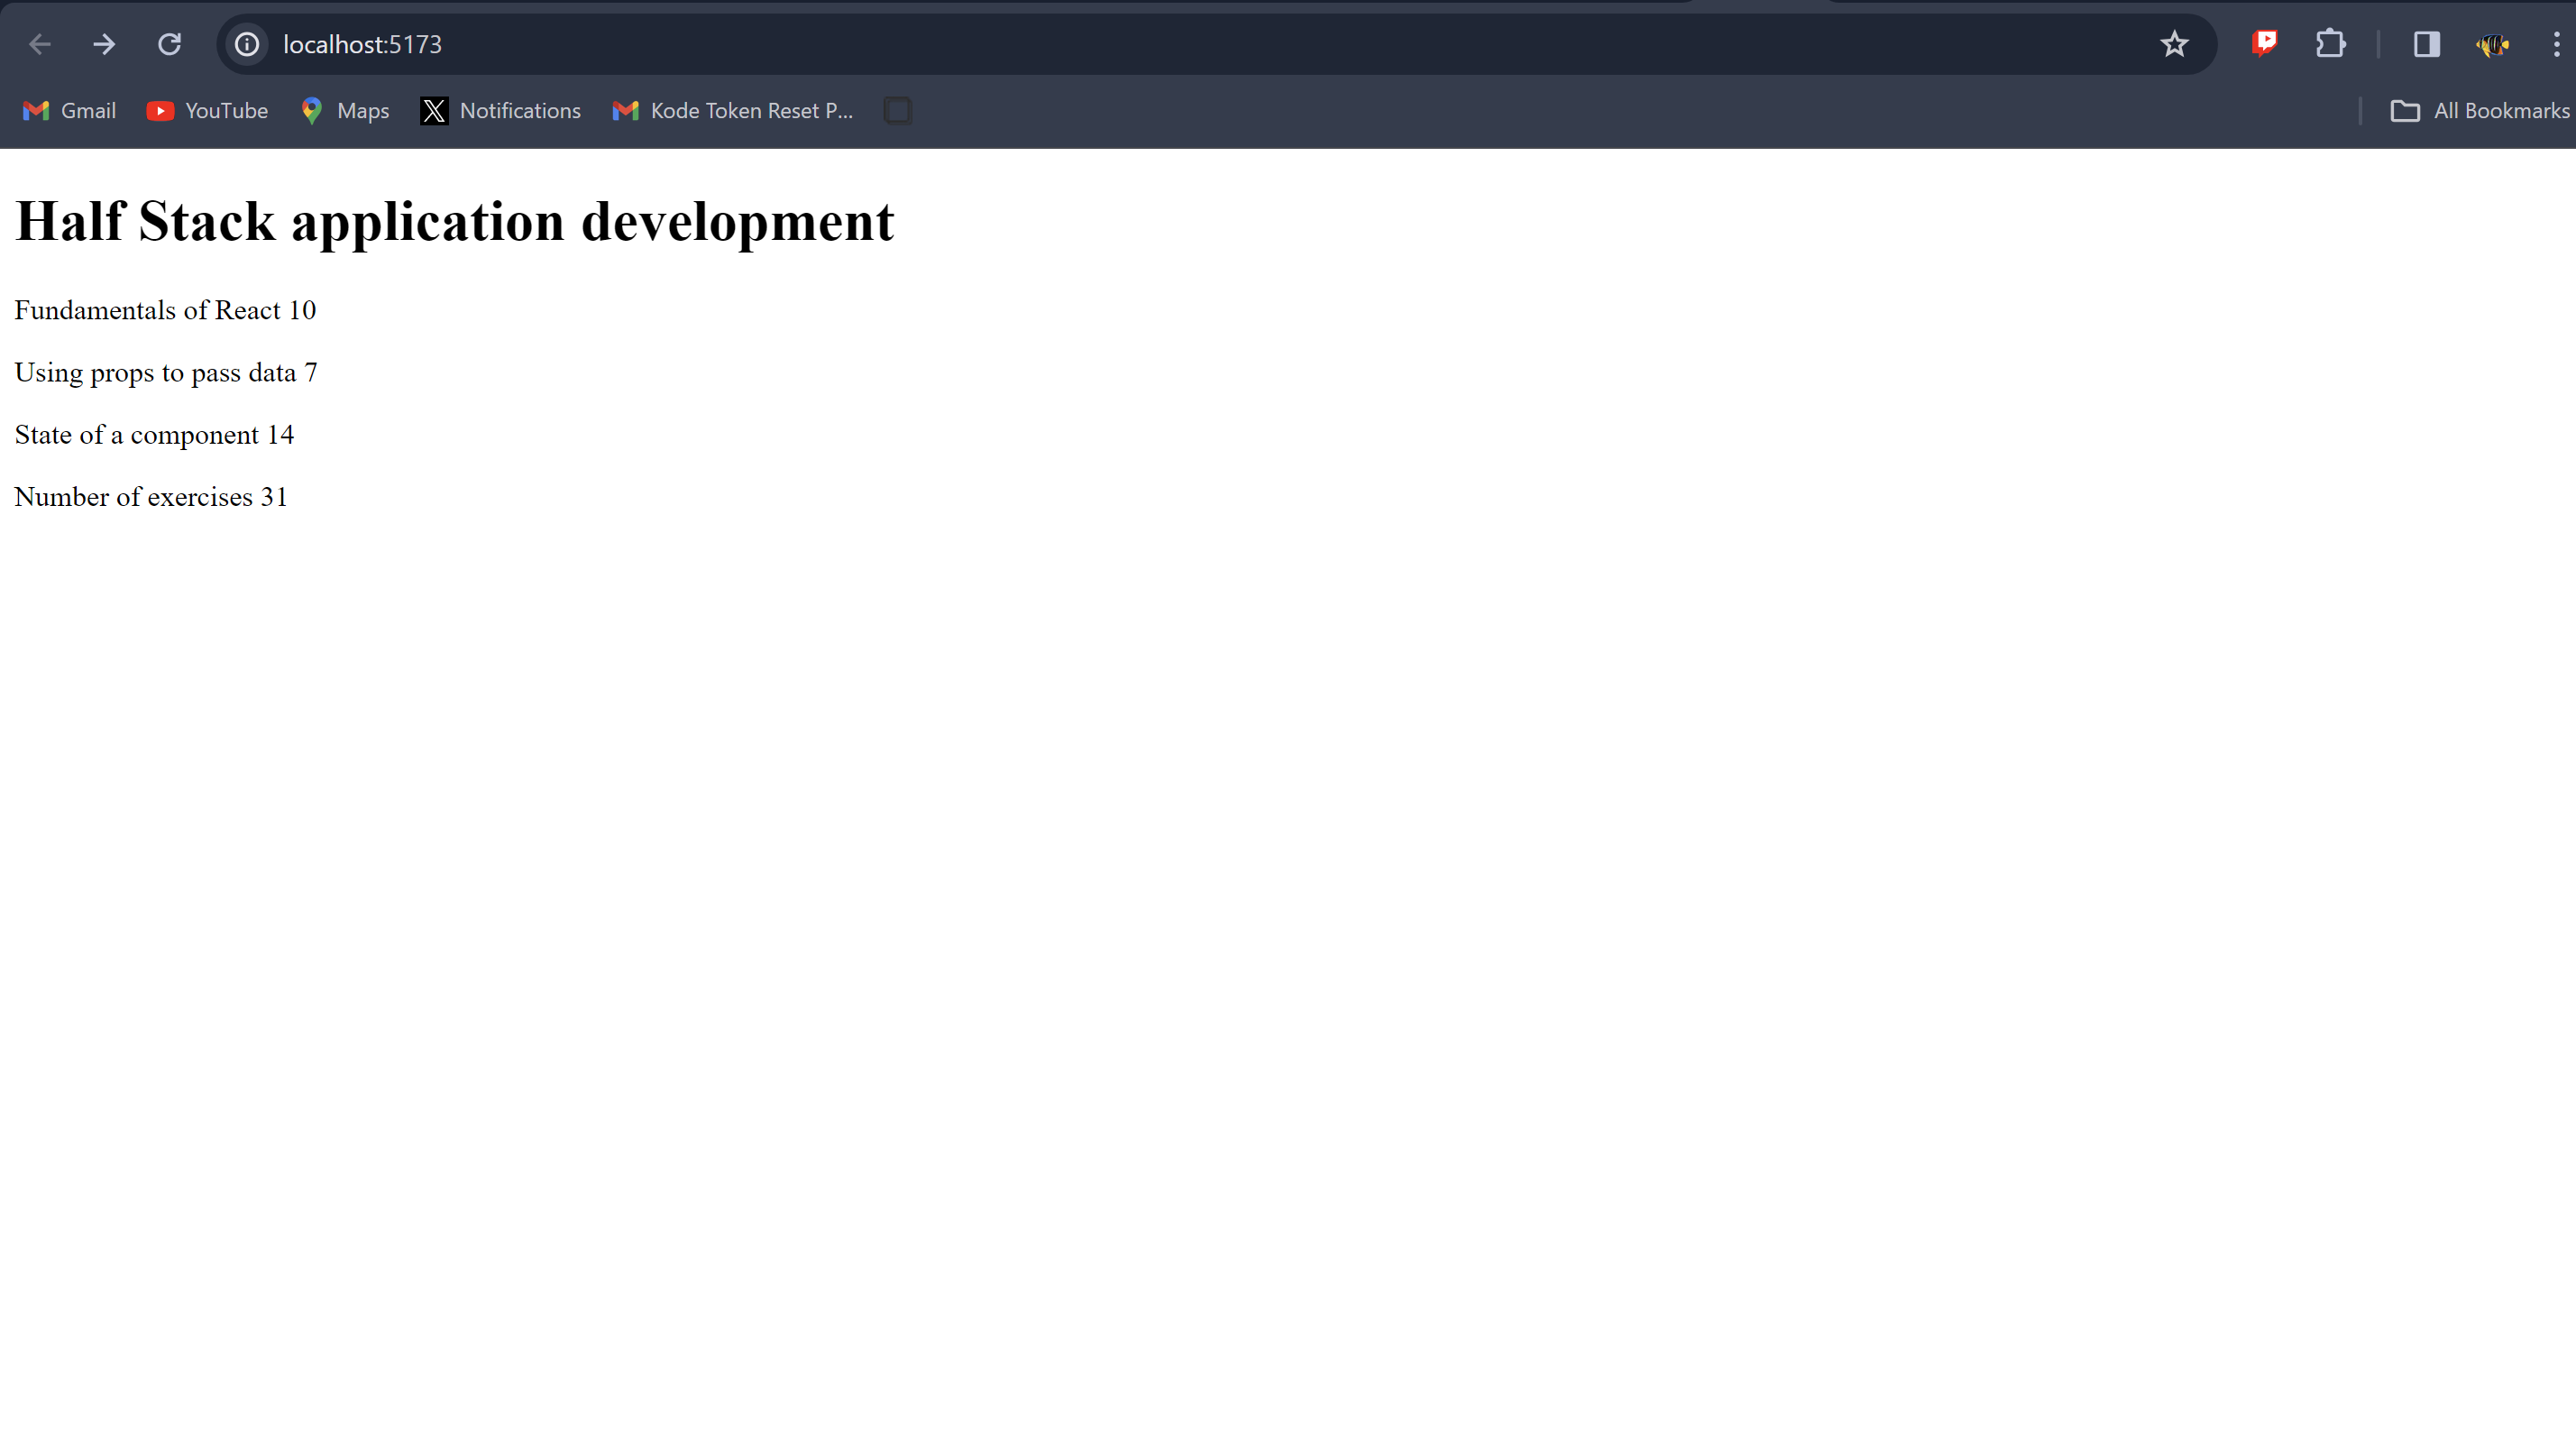 localhost:5173
Gmail YouTube Maps X Notifications Kode Token Reset P... All Bookmarks
Half Stack application development
Fundamentals of React 10
Using props to pass data 7
State of a component 14
Number of exercises 31